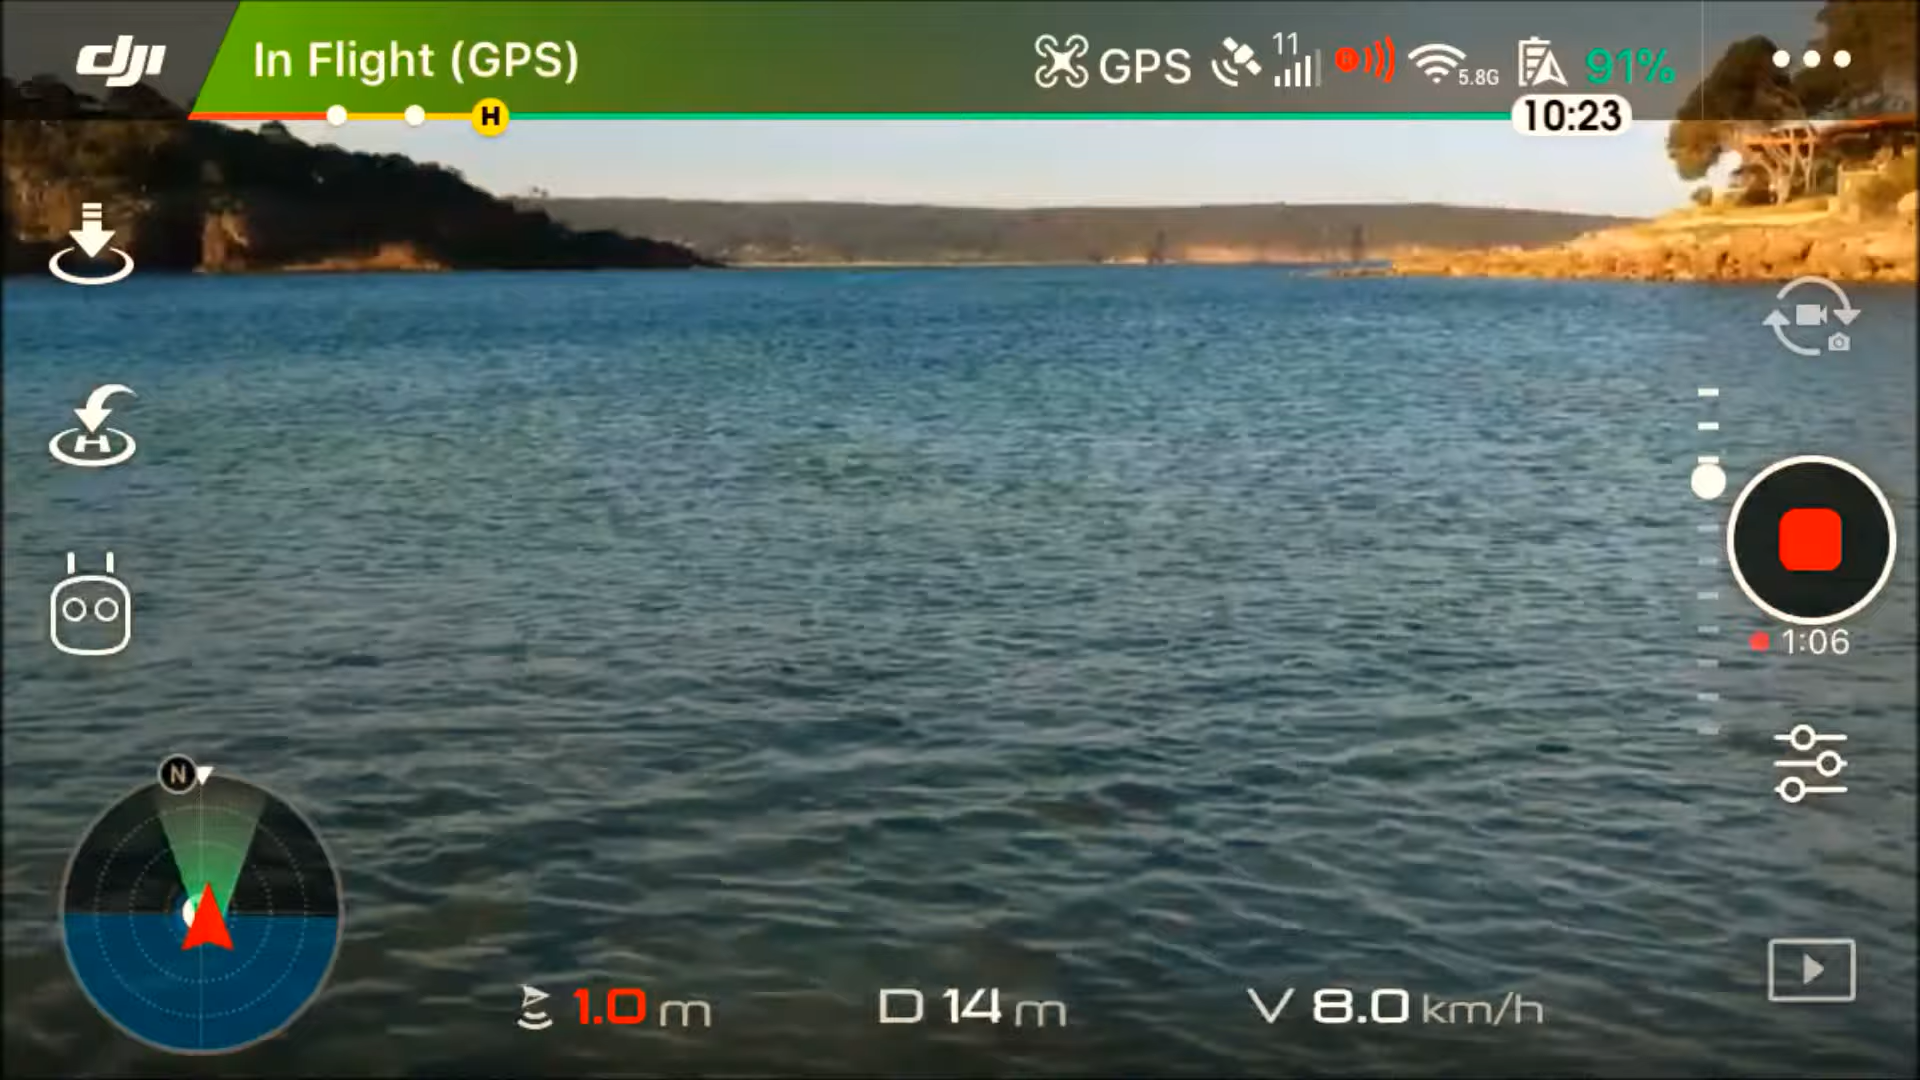 dji In Flight (GPS) GPS 11 5.8G 91%
H 10:23
H
1:06
N
1.0 m D 14 m V 8.0 km/h